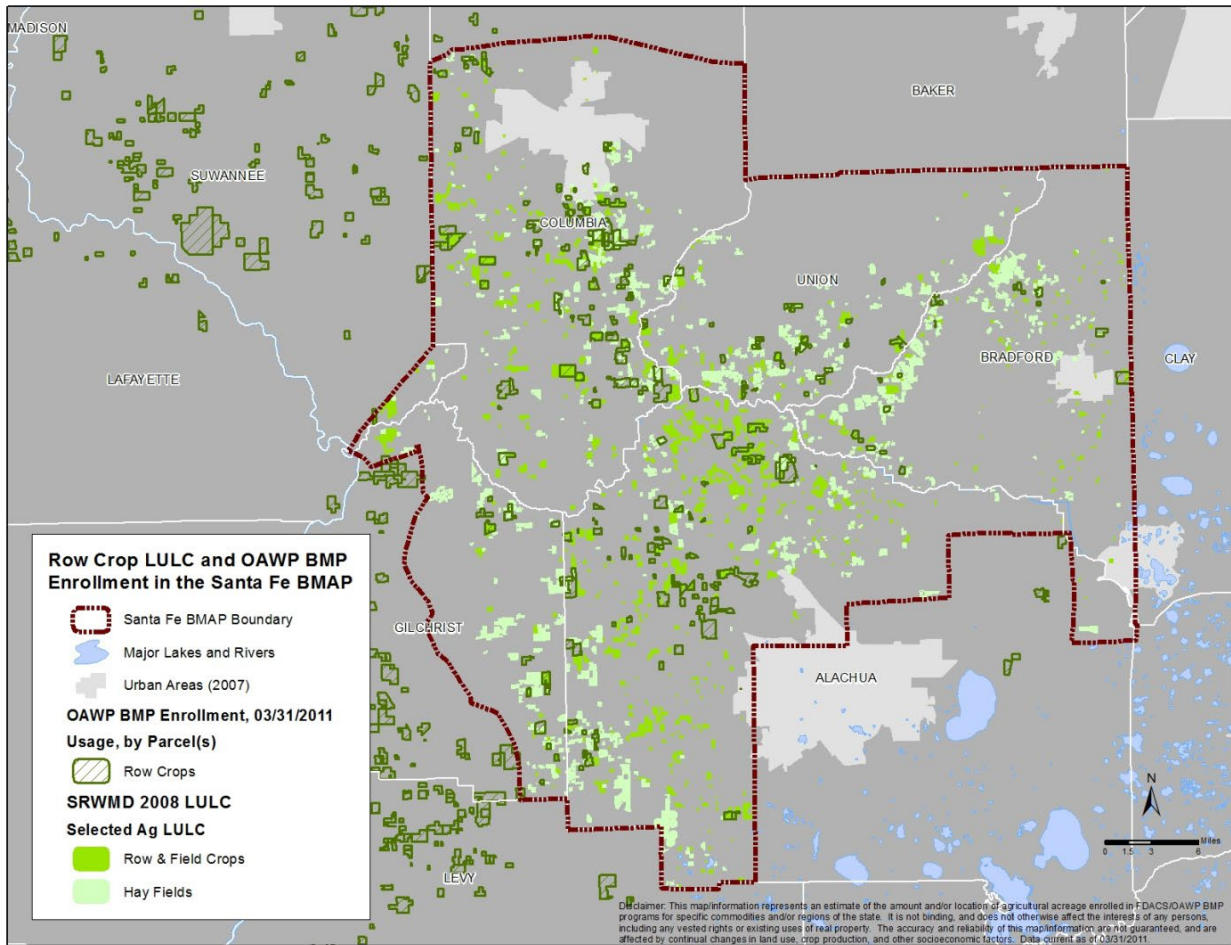 MADISON
BAKER
SUWANNEE
COLUMBIA
UNION
BRADFORD
CLAY
LAFAYETTE
GILCHRIST
ALACHUA
LEVY
Row Crop LULC and OAWP BMP
Enrollment in the Santa Fe BMAP
Santa Fe BMAP Boundary
Major Lakes and Rivers
Urban Areas (2007)
OAWP BMP Enrollment, 03/31/2011
Usage, by Parcel(s)
Row Crops
SRWMD 2008 LULC
Selected Ag LULC
Row & Field Crops
Hay Fields
N
Miles
0 1.5 3 6
Disclaimer: This map/information represents an estimate of the amount and/or location of agricultural acreage enrolled in FDACS/OAWP BMP
programs for specific commodities and/or regions of the state. It is not binding, and does not otherwise affect the interests of any persons,
including any vested rights or existing uses of real property. The accuracy and reliability of this map/information are not guaranteed, and are
affected by continual changes in land use, crop production, and other socioeconomic factors. Data current as of 03/31/2011.